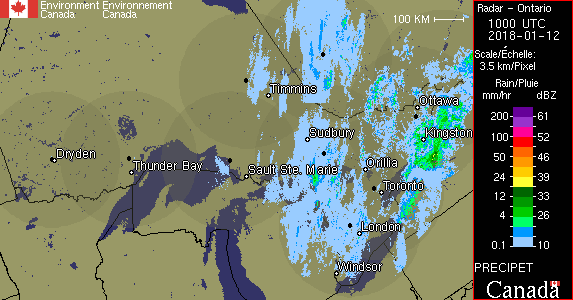 Environment Environnement
Canada Canada
100 KM
Timmins
Ottawa
Sudbury
Kingston
Dryden
Thunder Bay
Sault Ste. Marie
Orillia
Toronto
London
Windsor
Radar - Ontario
1000 UTC
2018-01-12
Scale/Échelle:
3.5 km/Pixel
Rain/Pluie
mm/hr dBZ
200 61
100 52
50 46
24 39
12 33
4 26
0.1 10
PRECIPET
Canada